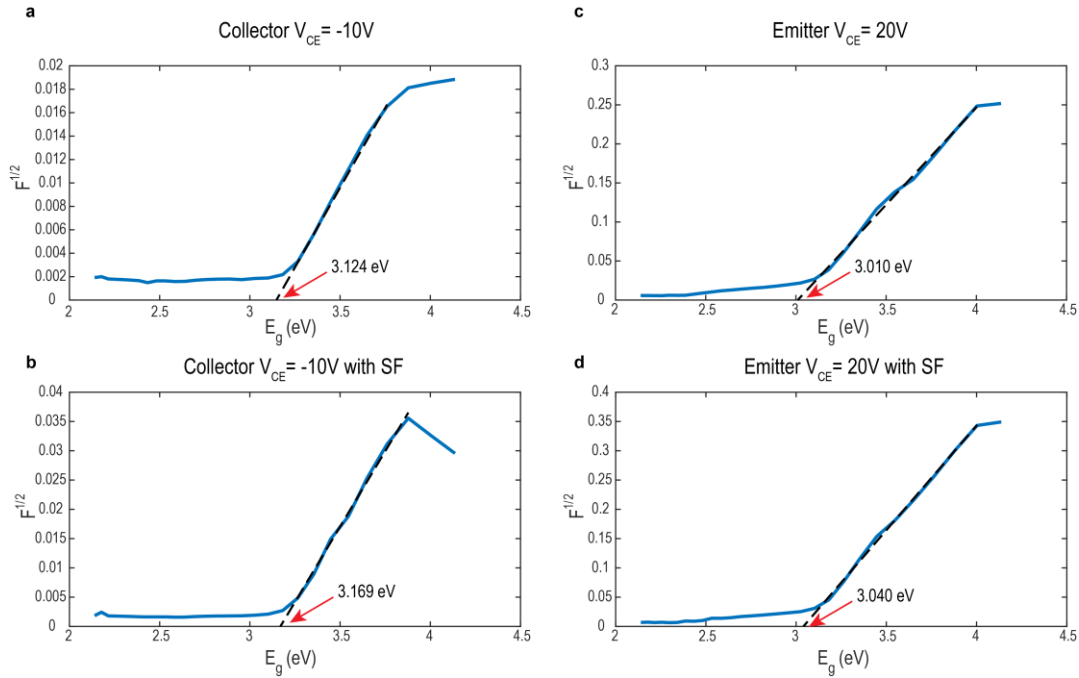 a
Collector V_CE= -10V
0.02
0.018
0.016
0.014
0.012
0.01
0.008
0.006
0.004
0.002
0
F^1/2
3.124 eV
2 2.5 3 3.5 4 4.5
E_g (eV)
b
Collector V_CE= -10V with SF
0.04
0.035
0.03
0.025
0.02
0.015
0.01
0.005
0
F^1/2
3.169 eV
2 2.5 3 3.5 4 4.5
E_g (eV)
c
Emitter V_CE= 20V
0.3
0.25
0.2
0.15
0.1
0.05
0
F^1/2
3.010 eV
2 2.5 3 3.5 4 4.5
E_g (eV)
d
Emitter V_CE= 20V with SF
0.4
0.35
0.3
0.25
0.2
0.15
0.1
0.05
0
F^1/2
3.040 eV
2 2.5 3 3.5 4 4.5
E_g (eV)